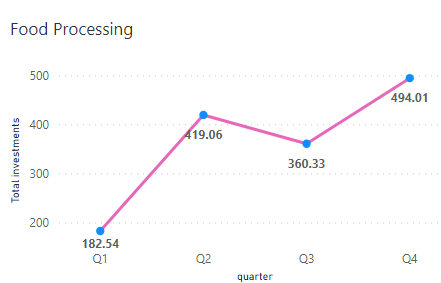 Food Processing
500
400
300
200
Total investments
182.54
419.06
360.33
494.01
Q1 Q2 Q3 Q4
quarter